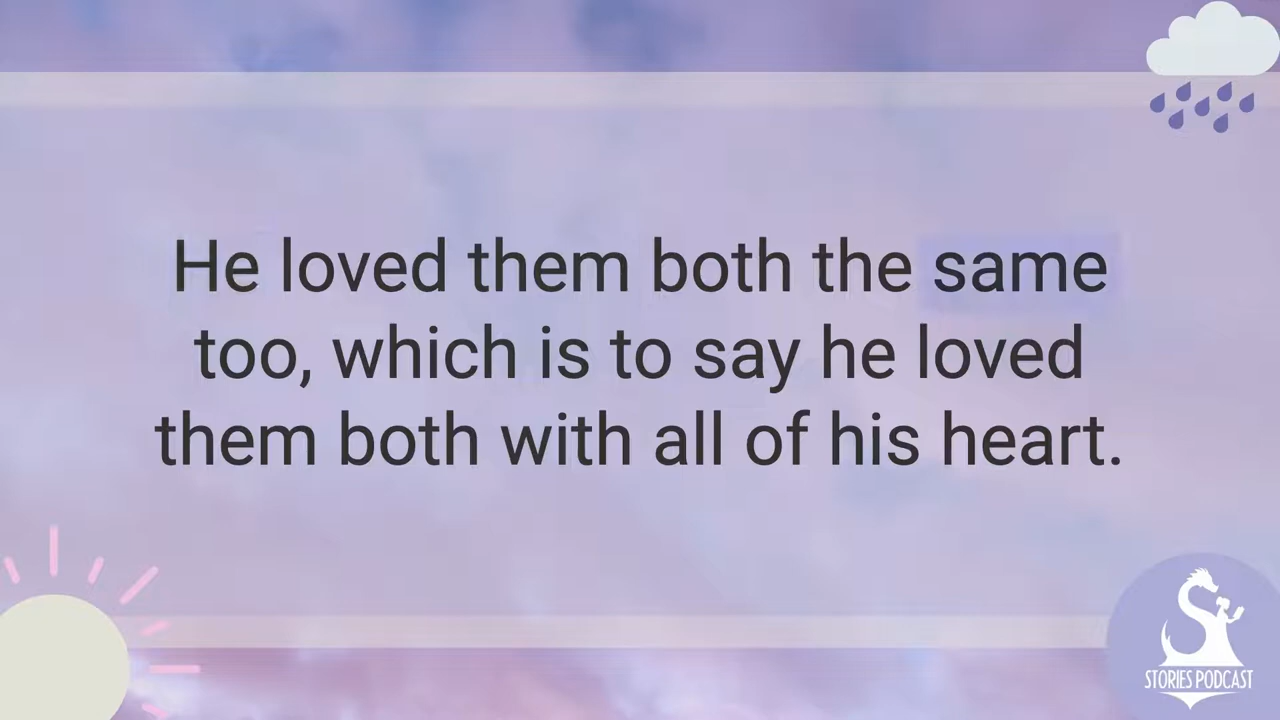 He loved them both the same
too, which is to say he loved
them both with all of his heart.
STORIES PODCAST